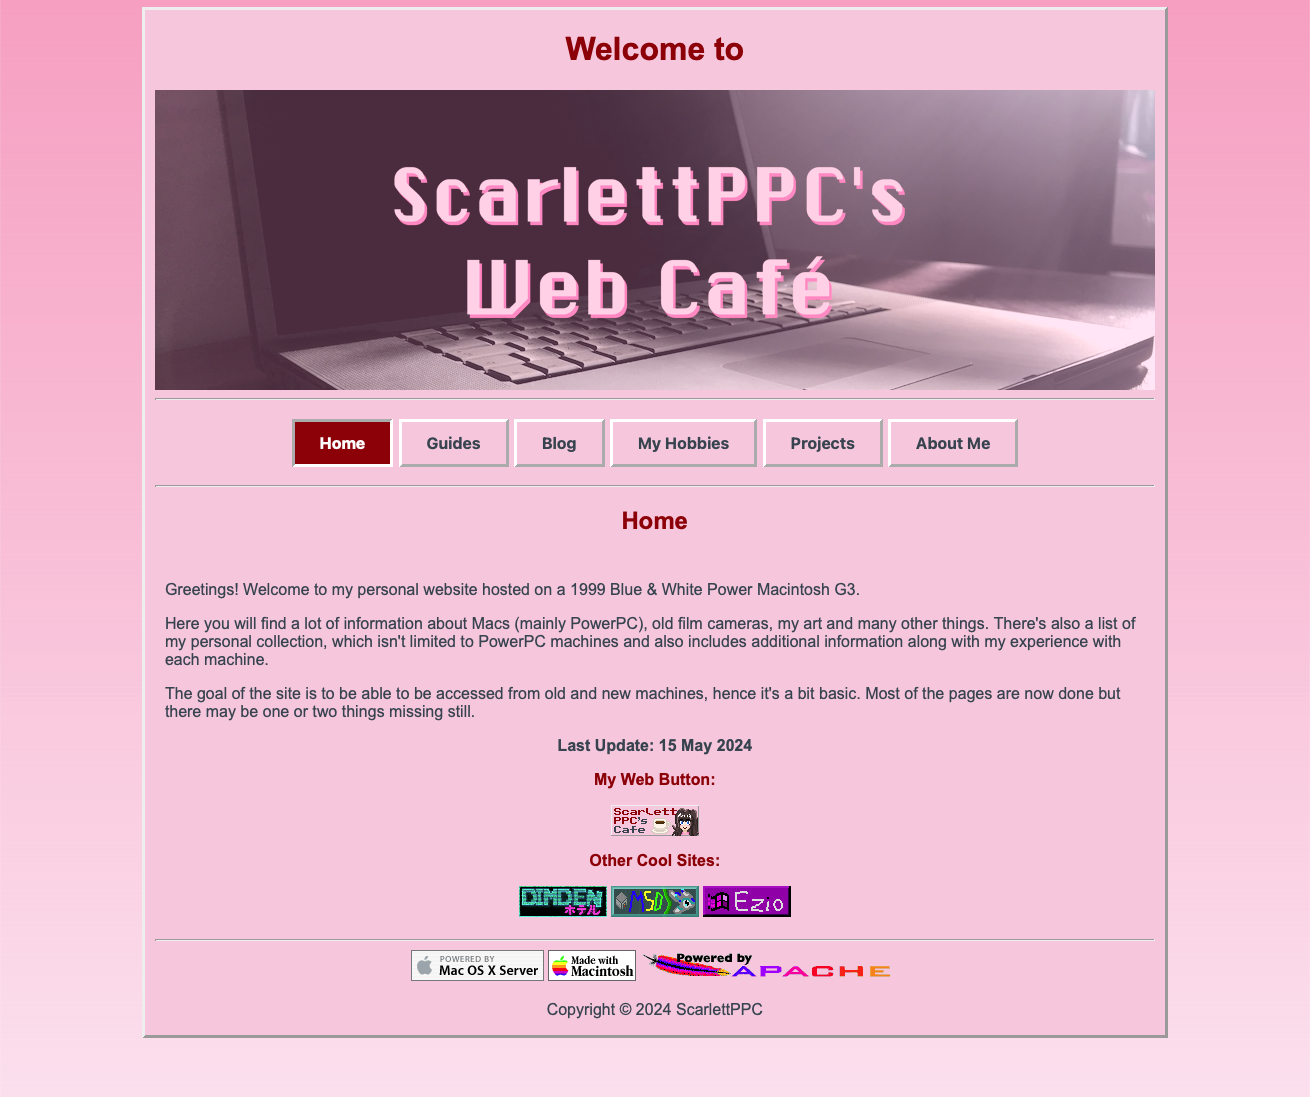 Welcome to
ScarlettPPC's
Web Café
Home
Guides
Blog
My Hobbies
Projects
About Me
Home
Greetings! Welcome to my personal website hosted on a 1999 Blue & White Power Macintosh G3.
Here you will find a lot of information about Macs (mainly PowerPC), old film cameras, my art and many other things. There's also a list of
my personal collection, which isn't limited to PowerPC machines and also includes additional information along with my experience with
each machine.
The goal of the site is to be able to be accessed from old and new machines, hence it's a bit basic. Most of the pages are now done but
there may be one or two things missing still.
Last Update: 15 May 2024
My Web Button:
Scarlett
PPC's
Cafe
Other Cool Sites:
DIMDEN
ホテル
MSD
Ezio
POWERED BY
Mac OS X Server
Made with
Macintosh
Powered by
APACHE
Copyright © 2024 ScarlettPPC